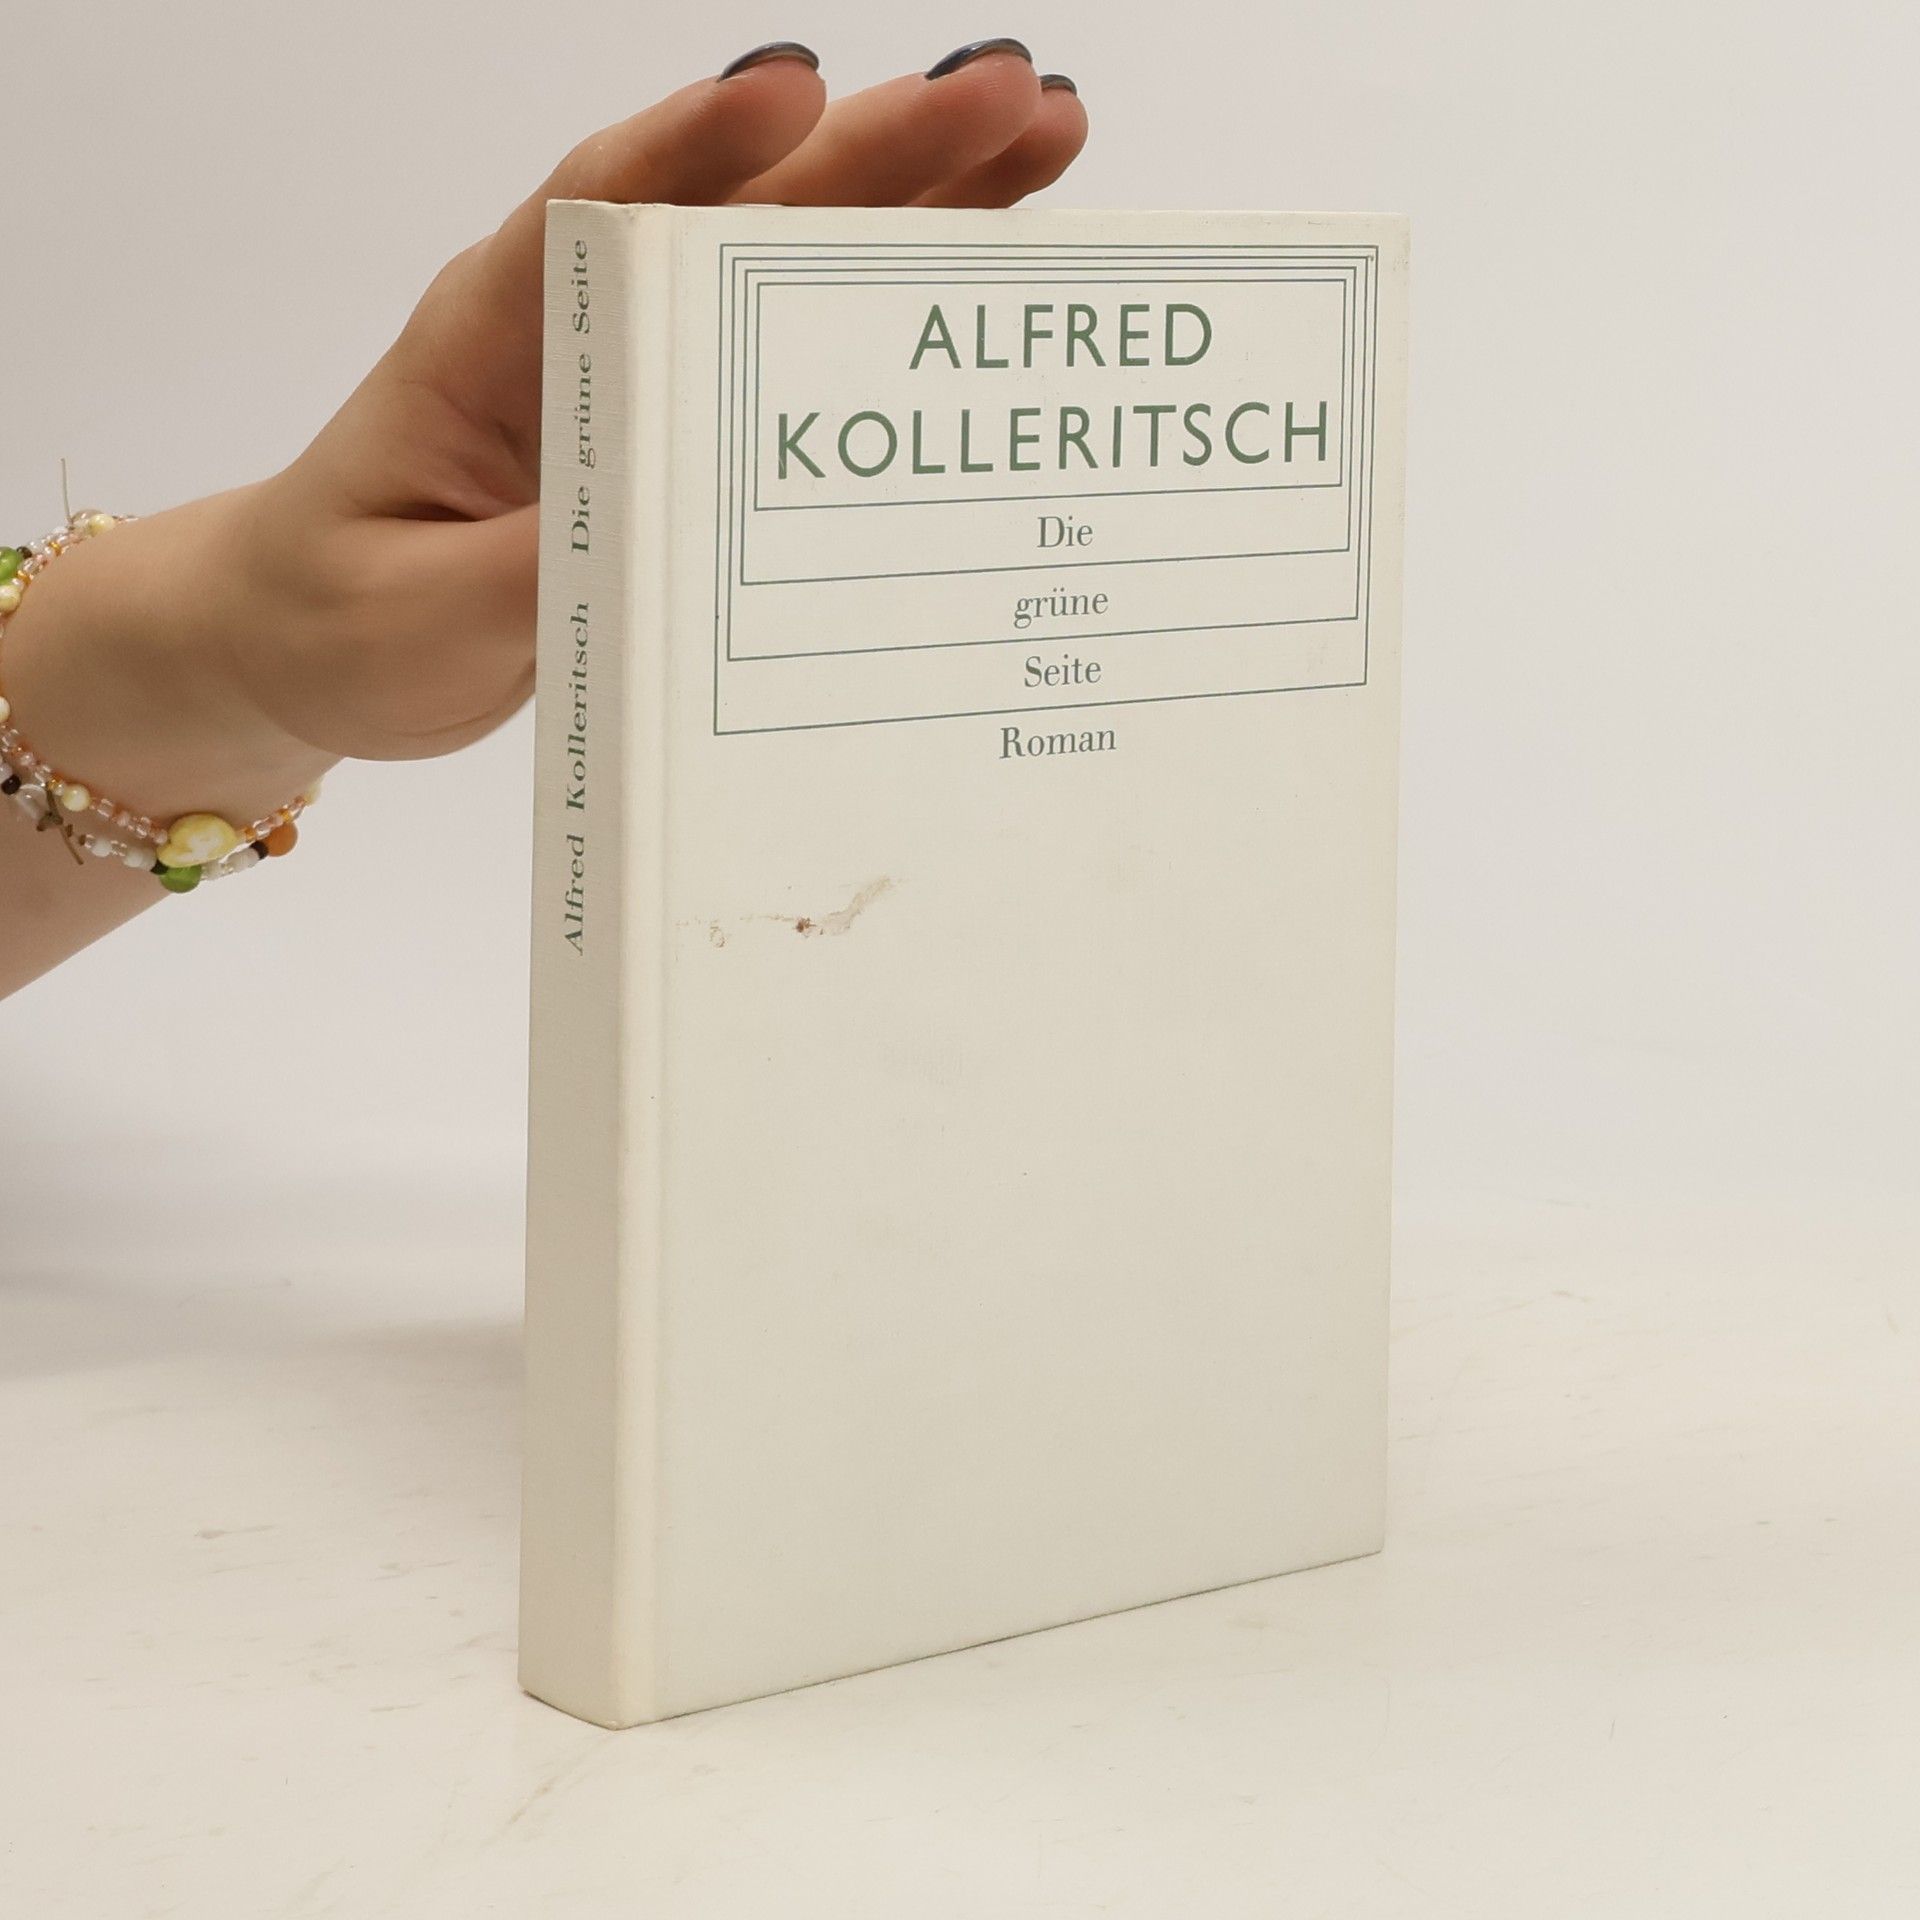 Alfred Kolleritsch Die grüne Seite
ALFRED
KOLLERITSCH
Die
grüne
Seite
Roman